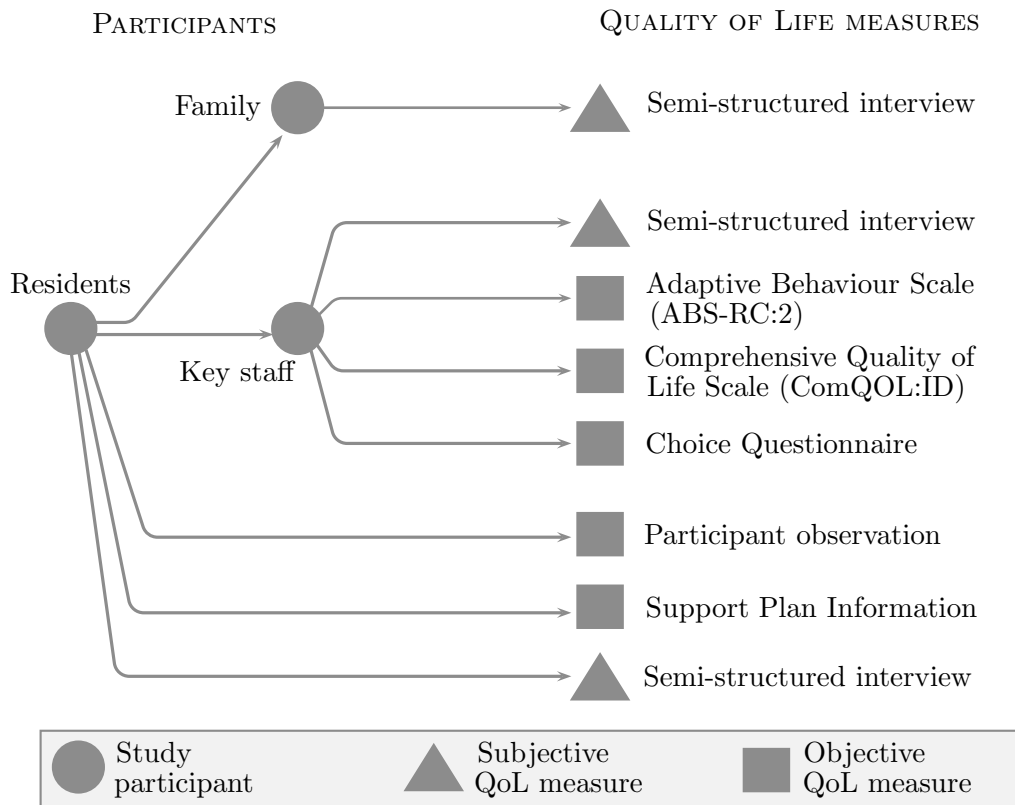 PARTICIPANTS
QUALITY OF LIFE MEASURES
Family
Semi-structured interview
Semi-structured interview
Residents
Adaptive Behaviour Scale
(ABS-RC:2)
Key staff
Comprehensive Quality of
Life Scale (ComQOL:ID)
Choice Questionnaire
Participant observation
Support Plan Information
Semi-structured interview
Study
participant
Subjective
QoL measure
Objective
QoL measure